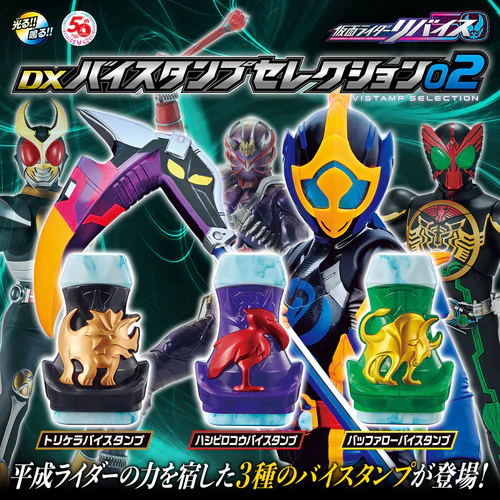 光る!! 鳴る!!
56
仮面ライダーリバイス
DXバイスタンプセレクション02
VISTAMP SELECTION
トリケラバイスタンプ
ハシビロコウバイスタンプ
バッファローバイスタンプ
平成ライダーの力を宿した3種のバイスタンプが登場!